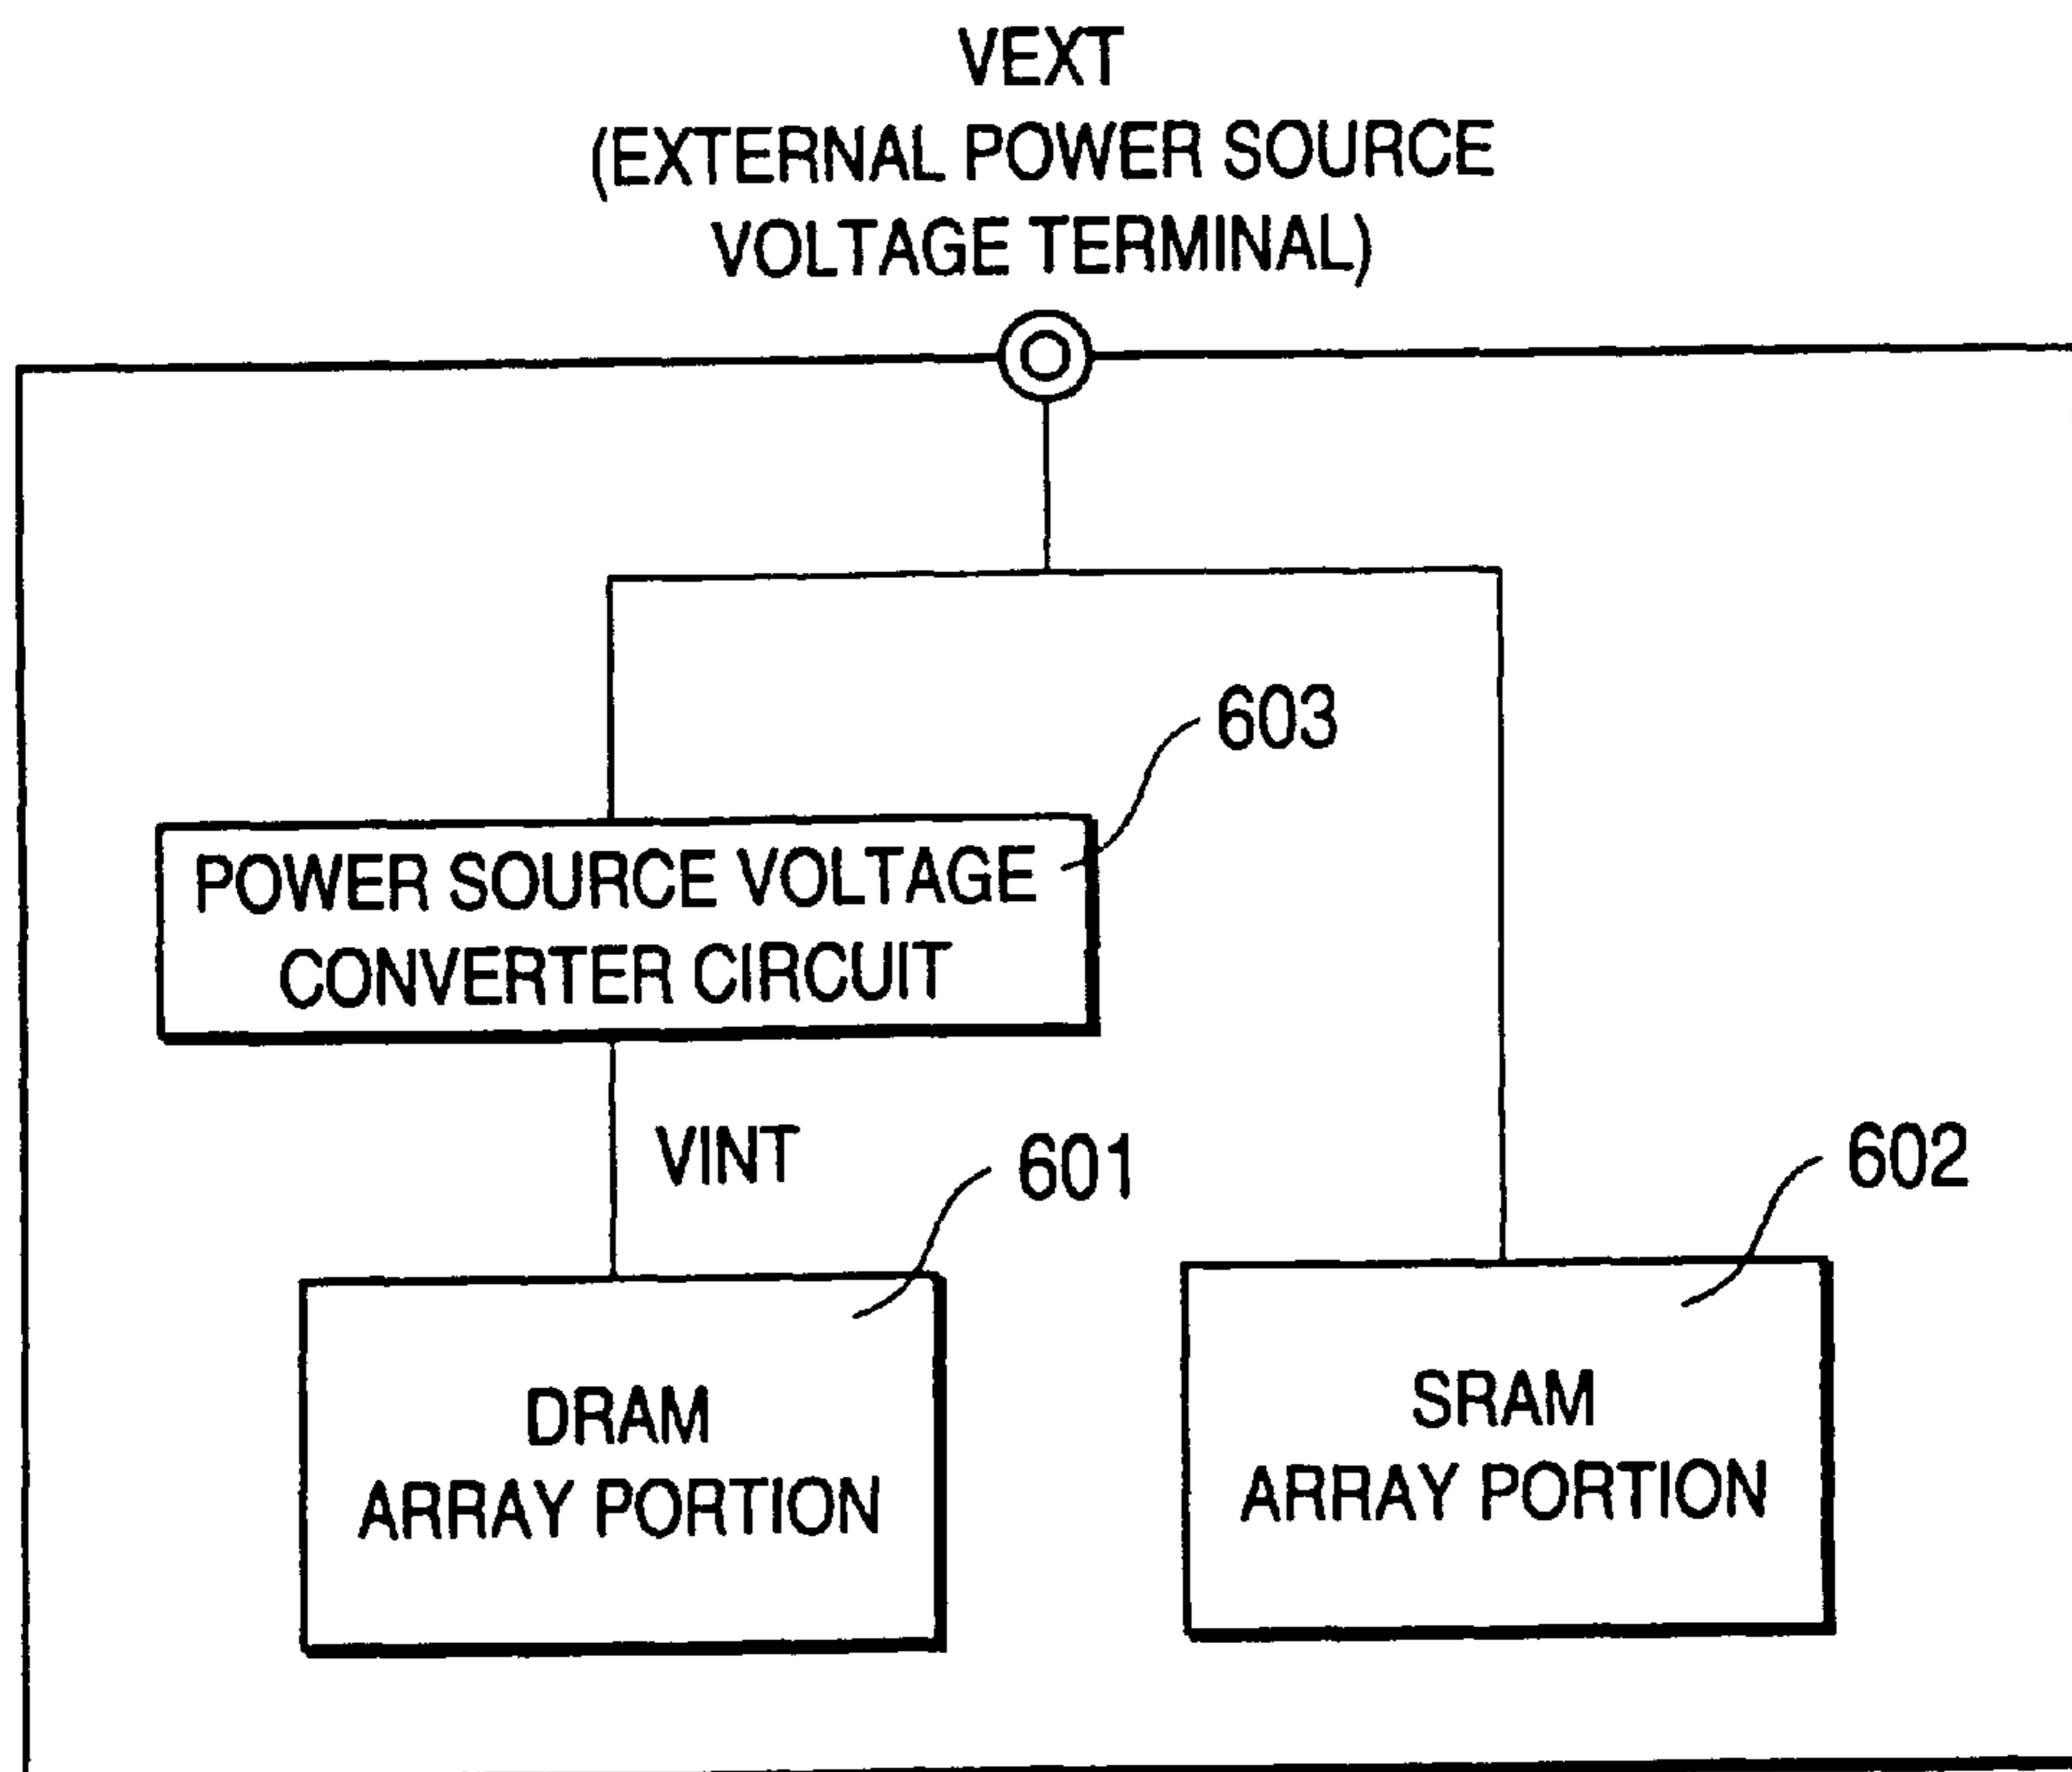 VEXT
(EXTERNAL POWER SOURCE
VOLTAGE TERMINAL)
603
POWER SOURCE VOLTAGE
CONVERTER CIRCUIT
VINT
601
602
DRAM
ARRAY PORTION
SRAM
ARRAY PORTION